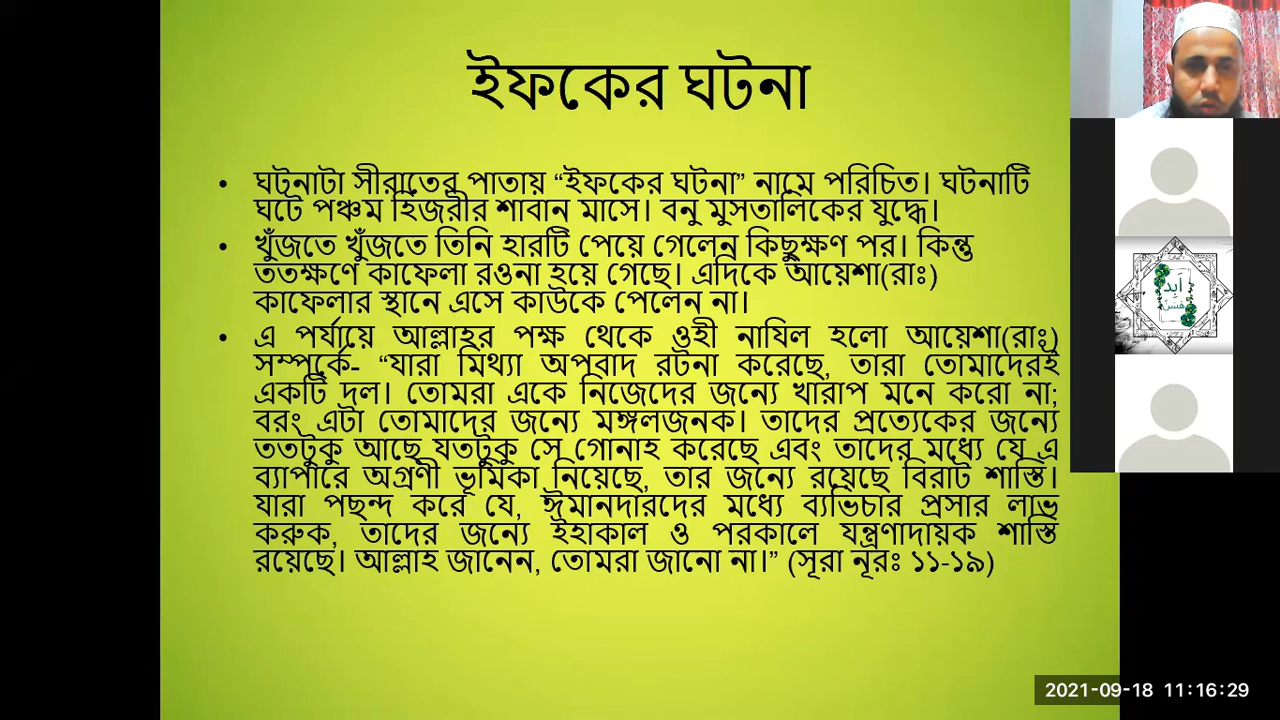 ইফকের ঘটনা
• ঘটনাটা সীরাতের পাতায় “ইফকের ঘটনা” নামে পরিচিত। ঘটনাটি
ঘটে পঞ্চম হিজরীর শাবান মাসে। বনু মুসতালিকের যুদ্ধে।
• খুঁজতে খুঁজতে তিনি হারটি পেয়ে গেলেন কিছুক্ষণ পর। কিন্তু
ততক্ষণে কাফেলা রওনা হয়ে গেছে। এদিকে আয়েশা(রাঃ)
কাফেলার স্থানে এসে কাউকে পেলেন না।
• এ পর্যায়ে আল্লাহর পক্ষ থেকে ওহী নাযিল হলো আয়েশা(রাঃ)
সম্পর্কে- “যারা মিথ্যা অপবাদ রটনা করেছে, তারা তোমাদেরই
একটি দল। তোমরা একে নিজেদের জন্যে খারাপ মনে করো না;
বরং এটা তোমাদের জন্যে মঙ্গলজনক। তাদের প্রত্যেকের জন্যে
ততটুকু আছে যতটুকু সে গোনাহ করেছে এবং তাদের মধ্যে যে এ
ব্যাপারে অগ্রণী ভূমিকা নিয়েছে, তার জন্যে রয়েছে বিরাট শাস্তি।
যারা পছন্দ করে যে, ঈমানদারদের মধ্যে ব্যভিচার প্রসার লাভ
করুক, তাদের জন্যে ইহাকাল ও পরকালে যন্ত্রণাদায়ক শাস্তি
রয়েছে। আল্লাহ জানেন, তোমরা জানো না।” (সূরা নূরঃ ১১-১৯)
2021-09-18 11:16:29